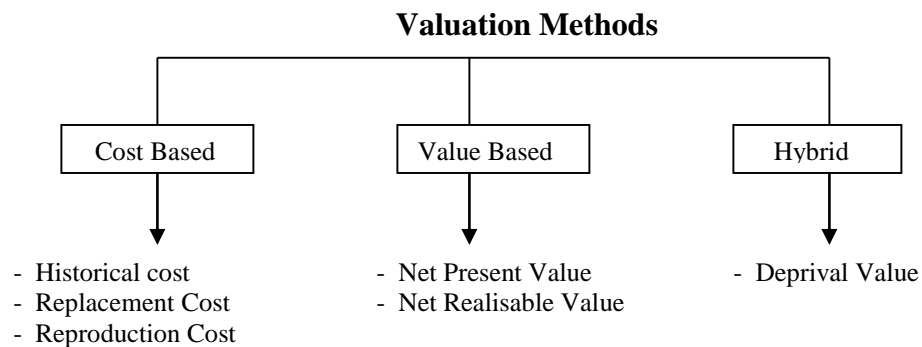 Valuation Methods
Cost Based
Value Based
Hybrid
- Historical cost
- Replacement Cost
- Reproduction Cost
- Net Present Value
- Net Realisable Value
- Deprival Value